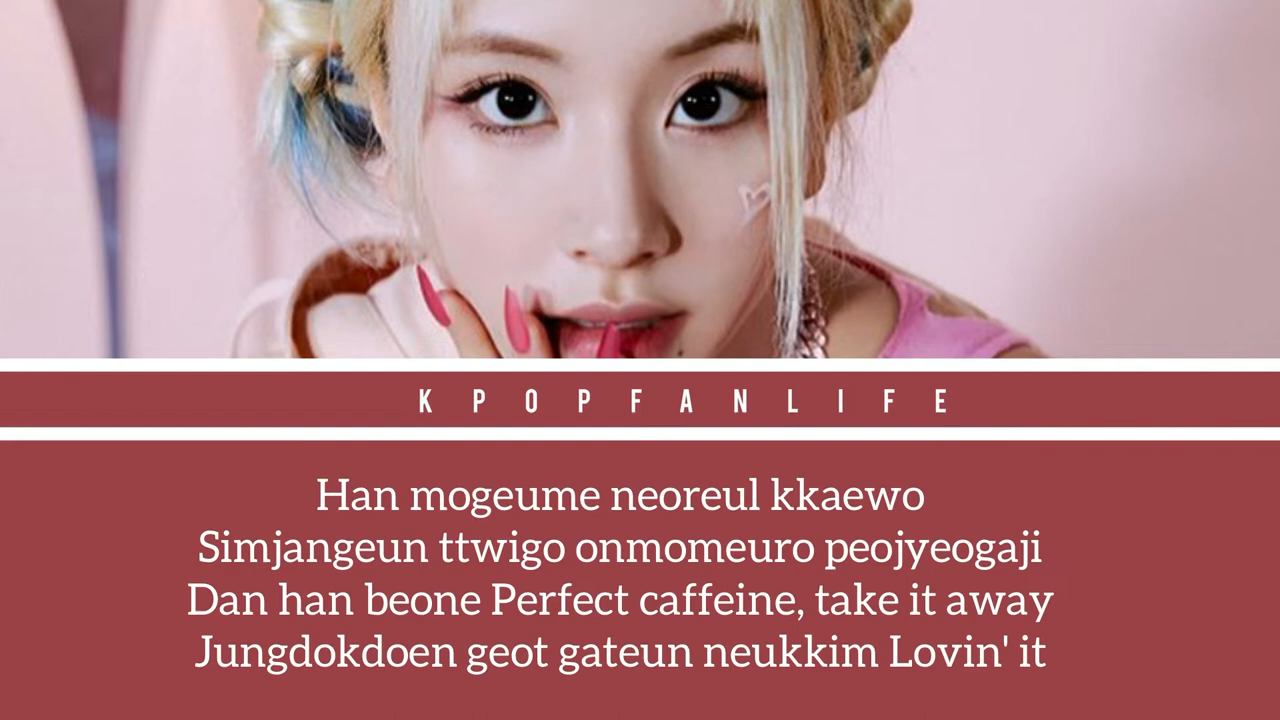 KPOPFANLIFE
Han mogeume neoreul kkaewo
Simjangeun ttwigo onmomeuro peojyeogaji
Dan han beone Perfect caffeine, take it away
Jungdokdoen geot gateun neukkim Lovin' it